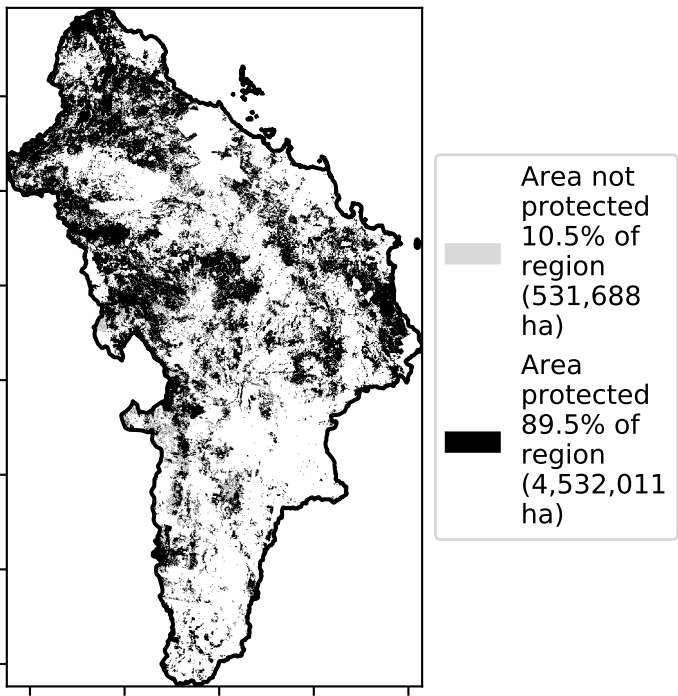 Area not
protected
10.5% of
region
(531,688
ha)
Area
protected
89.5% of
region
(4,532,011
ha)